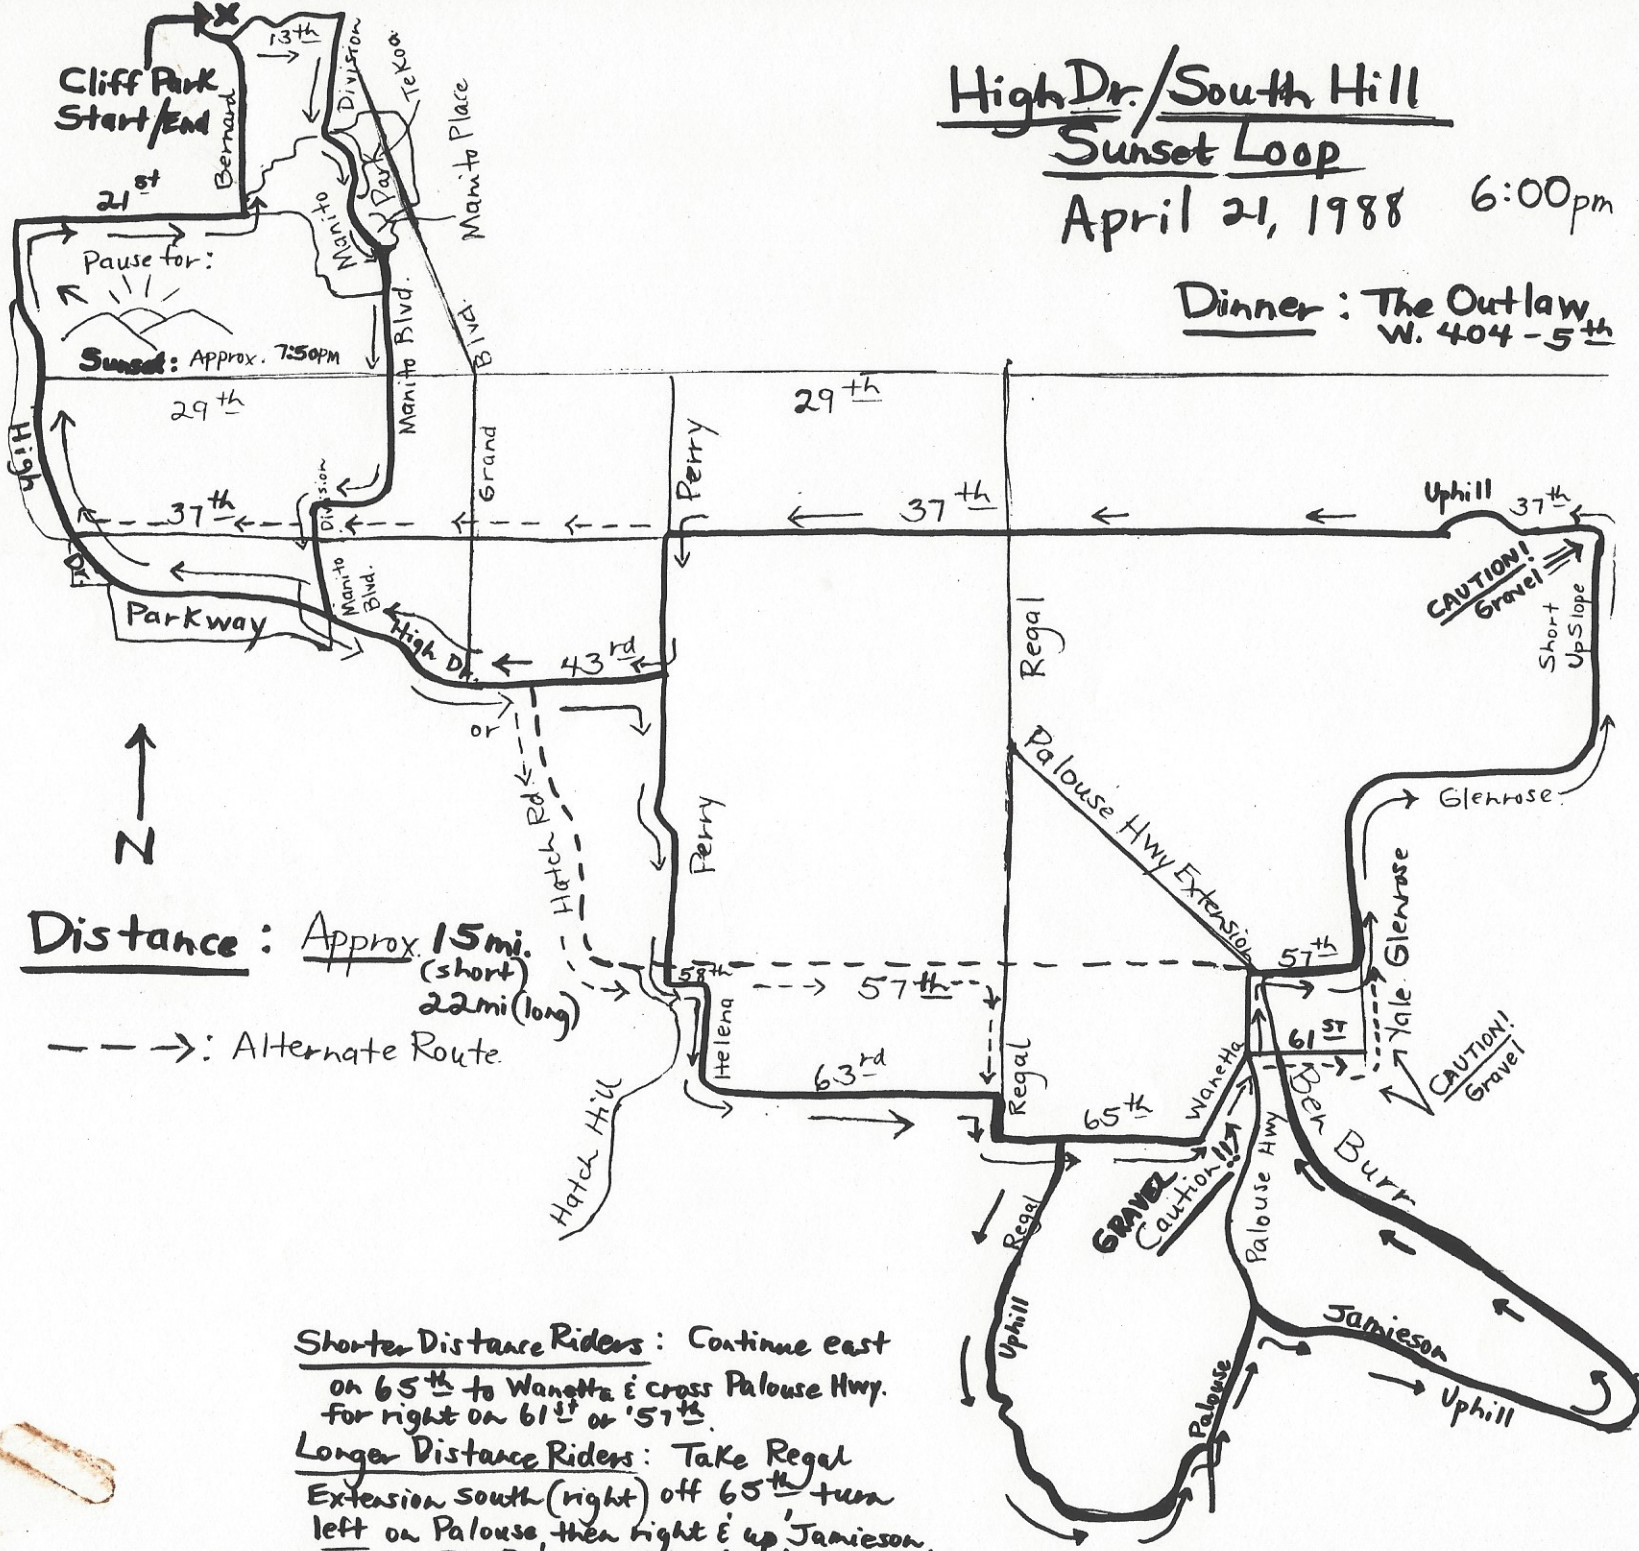 High Dr./South Hill
Sunset Loop
April 21, 1988 6:00pm
Dinner: The Outlaw
W. 404-5th
Cliff Park
Start/End
13th
Division
Tekoa
Manito Place
Bernard
Park
Manito
21st
Pause for:
Sunset: Approx. 7:50PM
Manito Blvd.
Blvd.
29th
29th
High
Division
Grand
Perry
37th
37th
Uphill
37th
CAUTION!
Gravel
Short
Up Slope
Dr.
Manito
Blvd.
Parkway
High Dr.
43rd
Regal
or
Palouse Hwy Extension
Glenrose
Hatch Rd
Perry
N
Distance: Approx. 15mi.
(short)
22mi(long)
--->: Alternate Route
58th
57th
57th
Helena
Yale Glenrose
61st
CAUTION!
Gravel
63rd
Regal
65th
Wanetta
GRAVEL
Caution!!!
Palouse Hwy
Ben Burr
Hatch Hill
Regal
Uphill
Jamieson
Uphill
Palouse
Shorter Distance Riders: Continue east
on 65th to Wanetta & cross Palouse Hwy.
for right on 61st or 57th.
Longer Distance Riders: Take Regal
Extension south (right) off 65th, turn
left on Palouse, then right & up Jamieson.